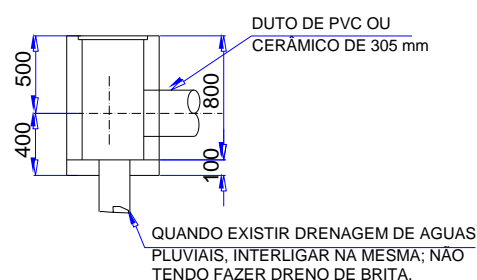 DUTO DE PVC OU
CERÂMICO DE 305 mm
500
800
400
100
QUANDO EXISTIR DRENAGEM DE AGUAS
PLUVIAIS, INTERLIGAR NA MESMA; NÃO
TENDO FAZER DRENO DE BRITA.